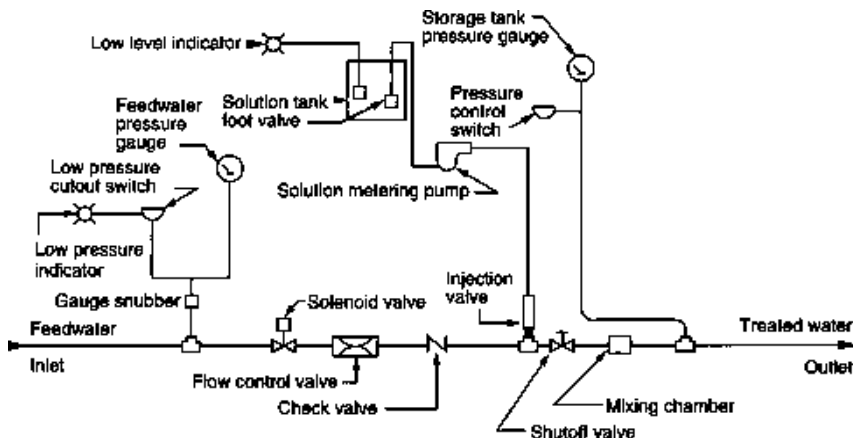 Storage tank
pressure gauge
Low level indicator
Pressure
control
switch
Solution tank
foot valve
Feedwater
pressure
gauge
Low pressure
cutout switch
Solution metering pump
Low pressure
indicator
Injection
valve
Gauge snubber
Solenoid valve
Feedwater
Inlet
Treated water
Outlet
Flow control valve
Check valve
Mixing chamber
Shutoff valve